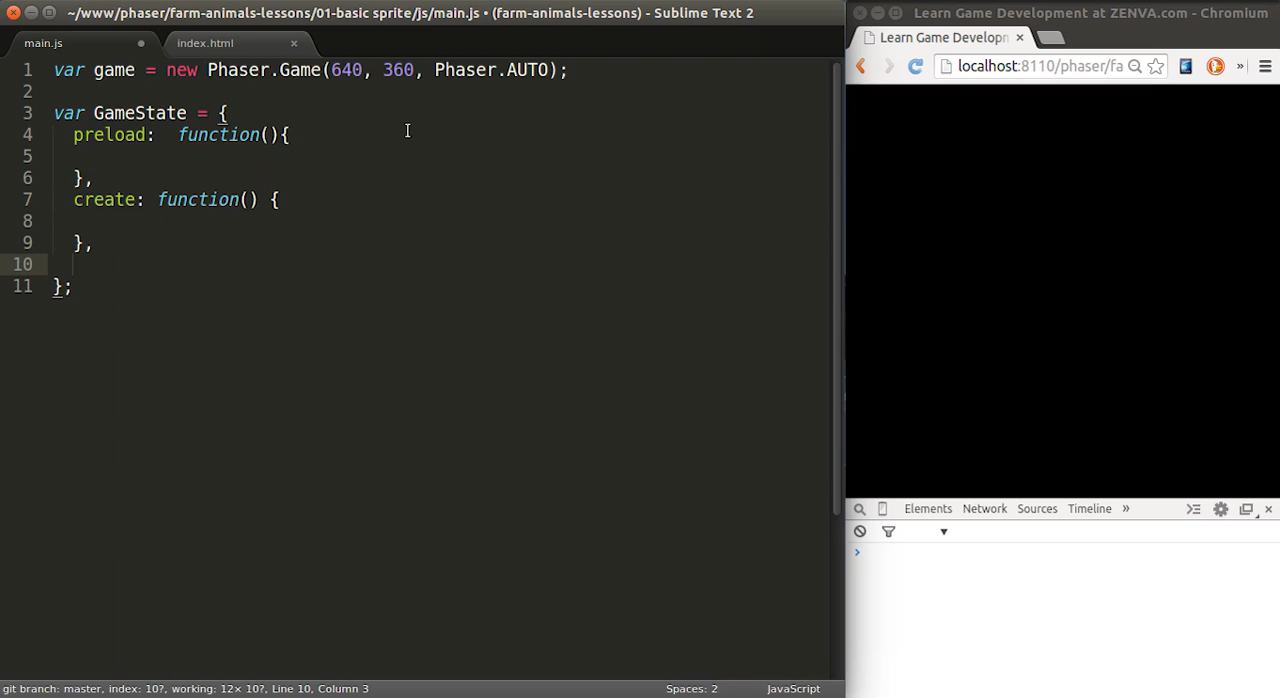 ~/www/phaser/farm-animals-lessons/01-basic sprite/js/main.js • (farm-animals-lessons) - Sublime Text 2
Learn Game Development at ZENVA.com - Chromium
main.js
index.html
Learn Game Developm
localhost:8110/phaser/fa
»
1 var game = new Phaser.Game(640, 360, Phaser.AUTO);
2
3 var GameState = {
4 preload:  function(){
5
6 },
7 create: function() {
8
9 },
10
11 };
Elements Network Sources Timeline »
git branch: master, index: 10?, working: 12× 10?, Line 10, Column 3
Spaces: 2
JavaScript